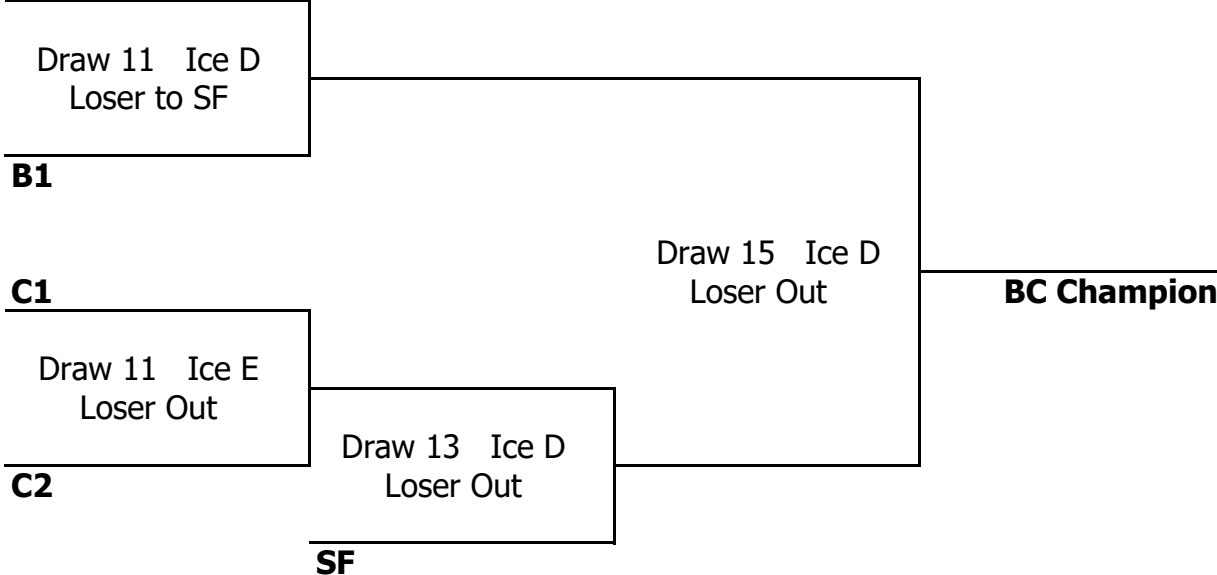 Draw 11 Ice D
Loser to SF
B1
C1
Draw 11 Ice E
Loser Out
C2
Draw 13 Ice D
Loser Out
SF
Draw 15 Ice D
Loser Out
BC Champion